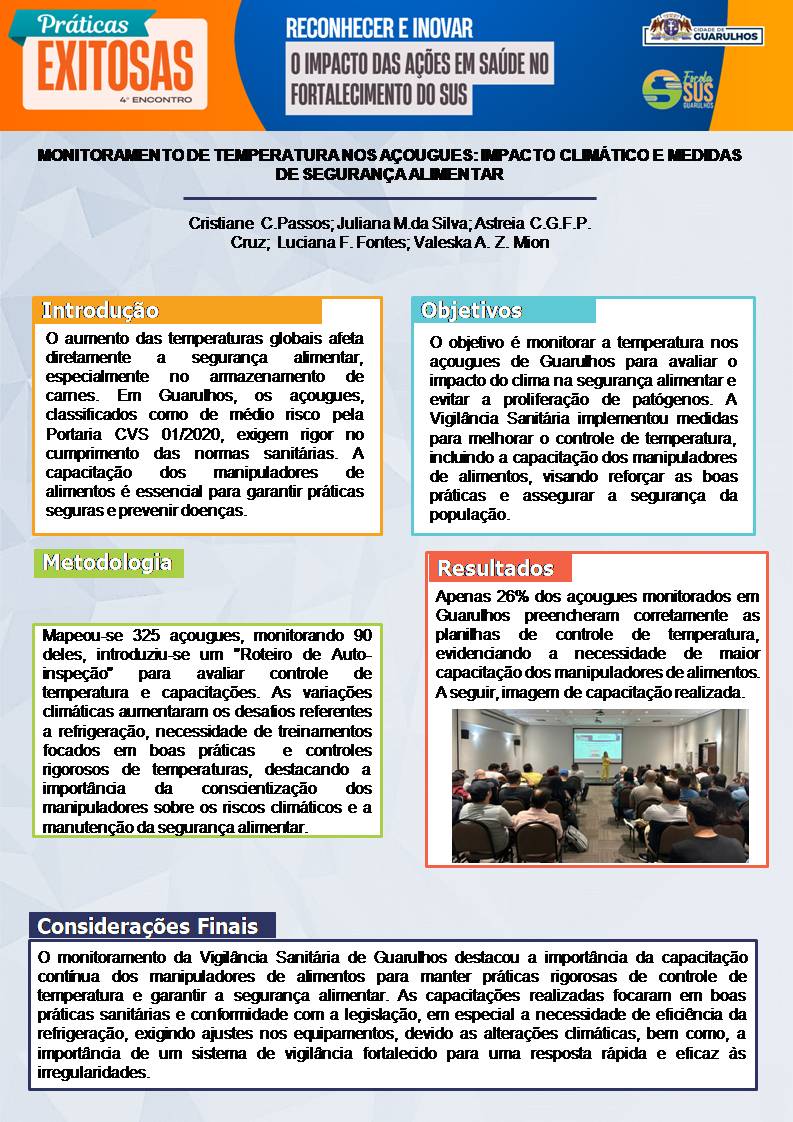 Práticas
EXITOSAS
4º ENCONTRO
RECONHECER E INOVAR
O IMPACTO DAS AÇÕES EM SAÚDE NO
FORTALECIMENTO DO SUS
CIDADE DE
GUARULHOS
Escola
SUS
GUARULHOS
MONITORAMENTO DE TEMPERATURA NOS AÇOUGUES: IMPACTO CLIMÁTICO E MEDIDAS
DE SEGURANÇA ALIMENTAR
Cristiane C.Passos; Juliana M.da Silva; Astreia C.G.F.P.
Cruz; Luciana F. Fontes; Valeska A. Z. Mion
Introdução
O aumento das temperaturas globais afeta
diretamente a segurança alimentar,
especialmente no armazenamento de
carnes. Em Guarulhos, os açougues,
classificados como de médio risco pela
Portaria CVS 01/2020, exigem rigor no
cumprimento das normas sanitárias. A
capacitação dos manipuladores de
alimentos é essencial para garantir práticas
seguras e prevenir doenças.
Objetivos
O objetivo é monitorar a temperatura nos
açougues de Guarulhos para avaliar o
impacto do clima na segurança alimentar e
evitar a proliferação de patógenos. A
Vigilância Sanitária implementou medidas
para melhorar o controle de temperatura,
incluindo a capacitação dos manipuladores
de alimentos, visando reforçar as boas
práticas e assegurar a segurança da
população.
Metodologia
Mapeou-se 325 açougues, monitorando 90
deles, introduziu-se um "Roteiro de Auto-
inspeção" para avaliar controle de
temperatura e capacitações. As variações
climáticas aumentaram os desafios referentes
a refrigeração, necessidade de treinamentos
focados em boas práticas e controles
rigorosos de temperaturas, destacando a
importância da conscientização dos
manipuladores sobre os riscos climáticos e a
manutenção da segurança alimentar.
Resultados
Apenas 26% dos açougues monitorados em
Guarulhos preencheram corretamente as
planilhas de controle de temperatura,
evidenciando a necessidade de maior
capacitação dos manipuladores de alimentos.
A seguir, imagem de capacitação realizada.
Considerações Finais
O monitoramento da Vigilância Sanitária de Guarulhos destacou a importância da capacitação
contínua dos manipuladores de alimentos para manter práticas rigorosas de controle de
temperatura e garantir a segurança alimentar. As capacitações realizadas focaram em boas
práticas sanitárias e conformidade com a legislação, em especial a necessidade de eficiência da
refrigeração, exigindo ajustes nos equipamentos, devido as alterações climáticas, bem como, a
importância de um sistema de vigilância fortalecido para uma resposta rápida e eficaz às
irregularidades.